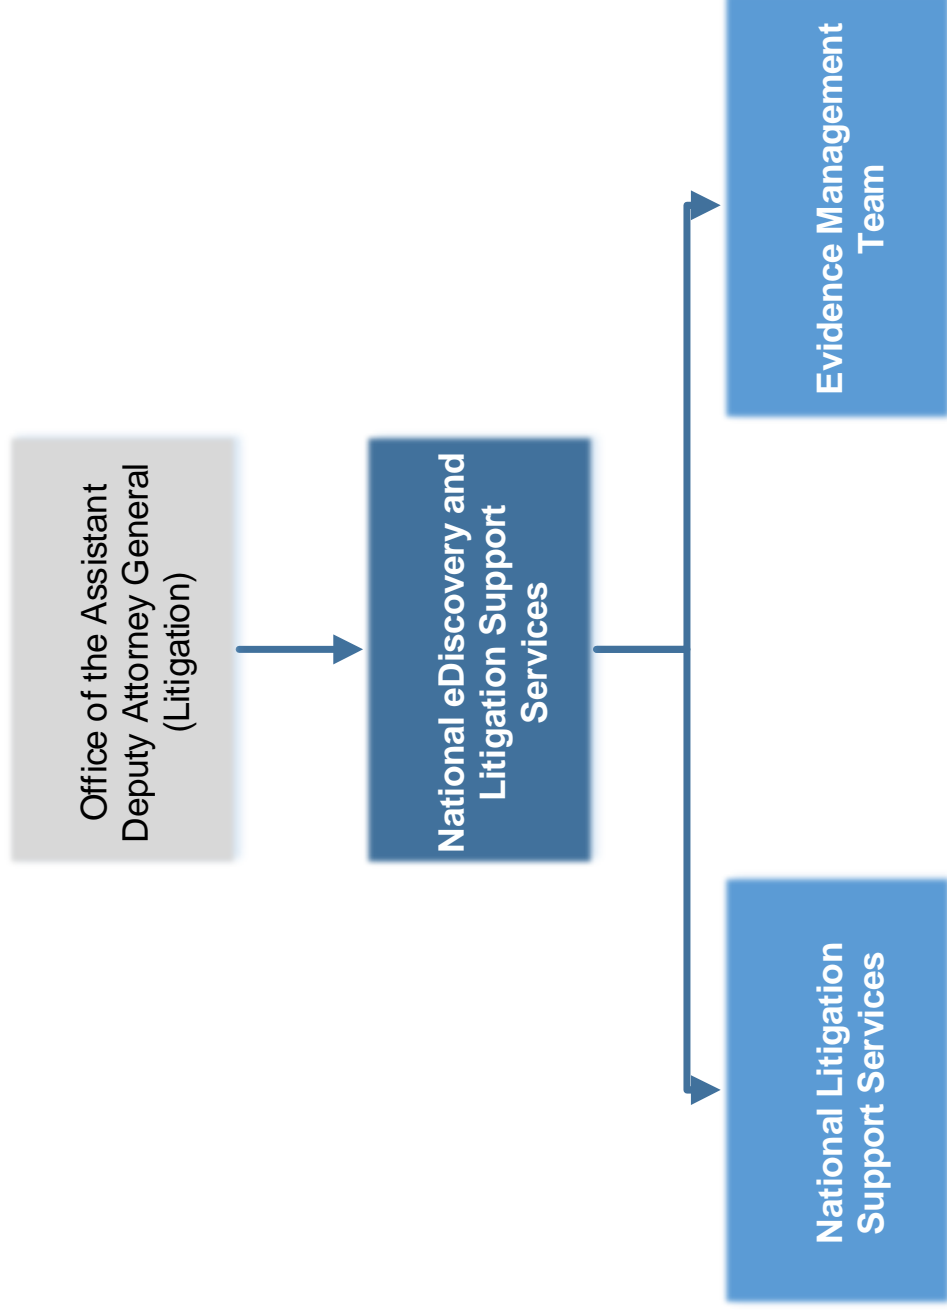 Office of the Assistant
Deputy Attorney General
(Litigation)
National eDiscovery and
Litigation Support
Services
National Litigation
Support Services
Evidence Management
Team